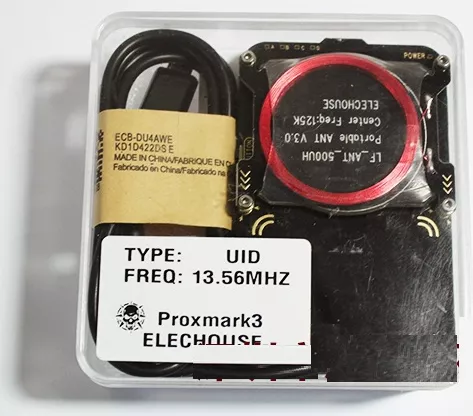 A B C D
POWER
ELECHOUSE
Center Freq:125K
Portable ANT V3.0
LF_ANT_500UH
ECB-DU4AWE
KD1D422DS E
MADE IN CHINA/FABRIQUE EN
Fabricado en China/Fabricado na
TYPE: UID
FREQ: 13.56MHZ
Proxmark3
ELECHOUSE